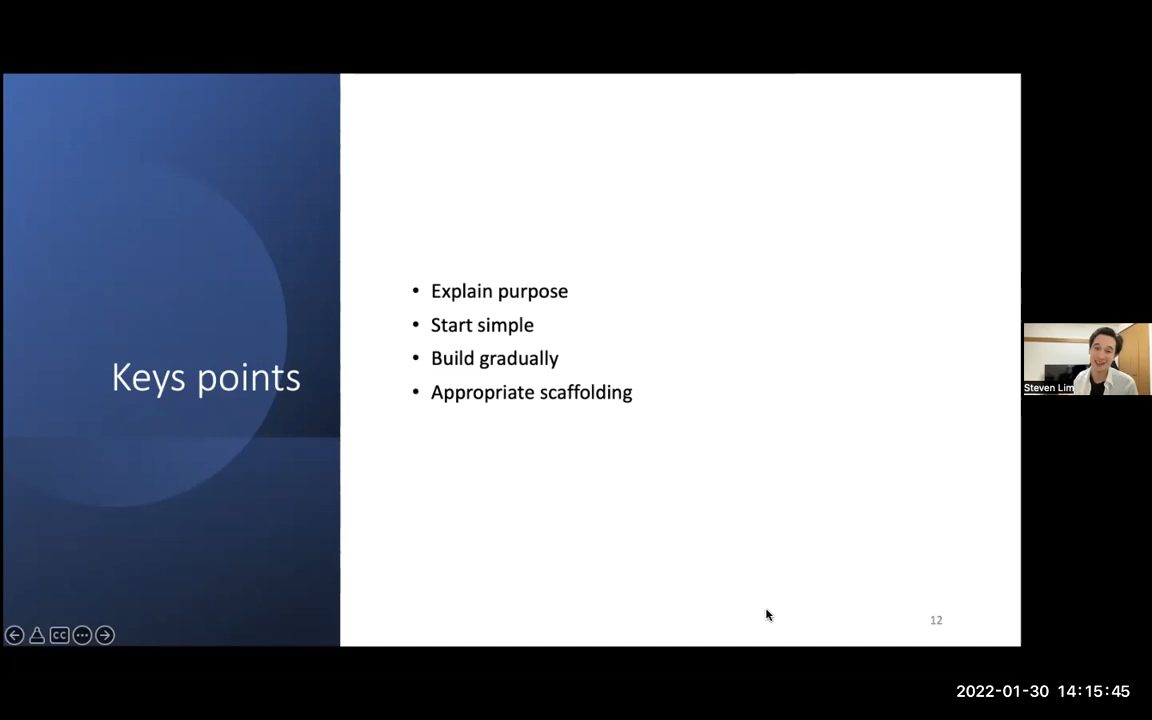 Keys points
• Explain purpose
• Start simple
• Build gradually
• Appropriate scaffolding
Steven Lim
CC
12
2022-01-30 14:15:45